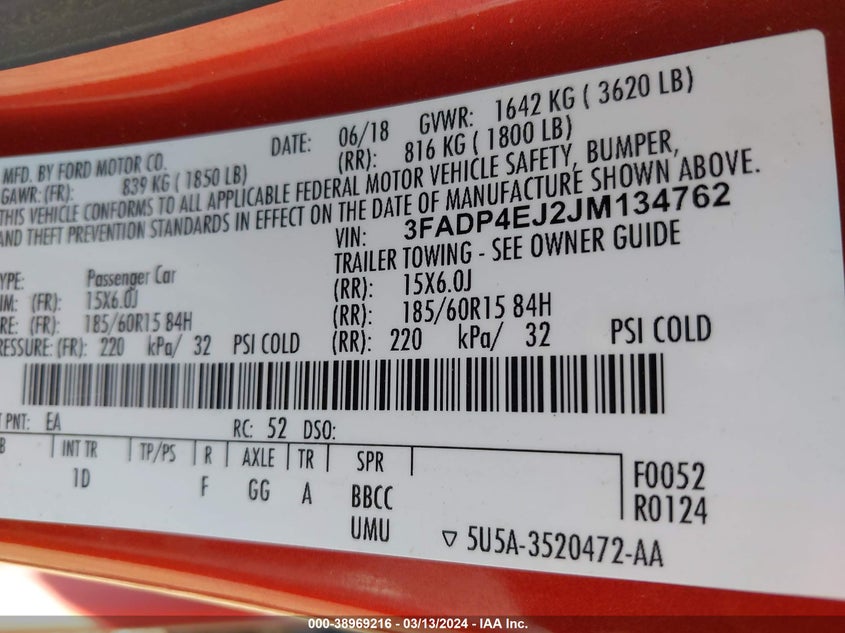 MFD. BY FORD MOTOR CO. DATE: 06/18 GVWR: 1642 KG ( 3620 LB)
GAWR: (FR): 839 KG ( 1850 LB) (RR): 816 KG ( 1800 LB)
THIS VEHICLE CONFORMS TO ALL APPLICABLE FEDERAL MOTOR VEHICLE SAFETY, BUMPER,
AND THEFT PREVENTION STANDARDS IN EFFECT ON THE DATE OF MANUFACTURE SHOWN ABOVE.
VIN: 3FADP4EJ2JM134762
TRAILER TOWING - SEE OWNER GUIDE
YPE: Passenger Car
IM: (FR): 15X6.0J (RR): 15X6.0J
RE: (FR): 185/60R15 84H (RR): 185/60R15 84H
RESSURE: (FR): 220 kPa/ 32 PSI COLD (RR): 220 kPa/ 32 PSI COLD
T PNT: EA RC: 52 DSO:
B INT TR TP/PS R AXLE TR SPR
1D F GG A BBCC
UMU
F0052
R0124
▽ 5U5A-3520472-AA
000-38969216 - 03/13/2024 - IAA Inc.